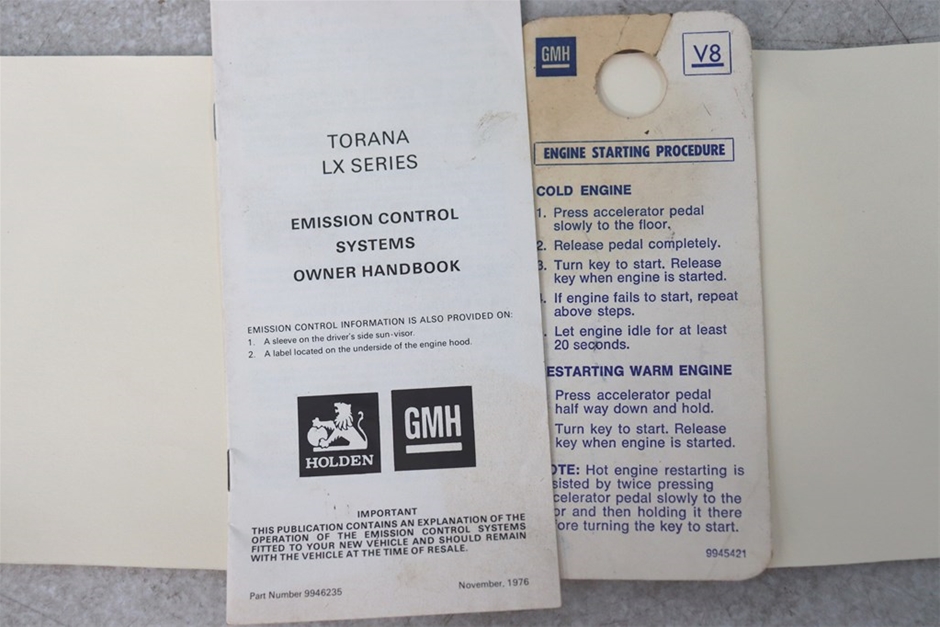 TORANA
LX SERIES
EMISSION CONTROL
SYSTEMS
OWNER HANDBOOK
EMISSION CONTROL INFORMATION IS ALSO PROVIDED ON:
1. A sleeve on the driver's side sun-visor.
2. A label located on the underside of the engine hood.
HOLDEN
GMH
IMPORTANT
THIS PUBLICATION CONTAINS AN EXPLANATION OF THE
OPERATION OF THE EMISSION CONTROL SYSTEMS
FITTED TO YOUR NEW VEHICLE AND SHOULD REMAIN
WITH THE VEHICLE AT THE TIME OF RESALE.
Part Number 9946235
November, 1976
GMH
V8
ENGINE STARTING PROCEDURE
COLD ENGINE
1. Press accelerator pedal
slowly to the floor.
2. Release pedal completely.
3. Turn key to start. Release
key when engine is started.
. If engine fails to start, repeat
above steps.
. Let engine idle for at least
20 seconds.
ESTARTING WARM ENGINE
Press accelerator pedal
half way down and hold.
Turn key to start. Release
key when engine is started.
OTE: Hot engine restarting is
sisted by twice pressing
celerator pedal slowly to the
or and then holding it there
ore turning the key to start.
9945421